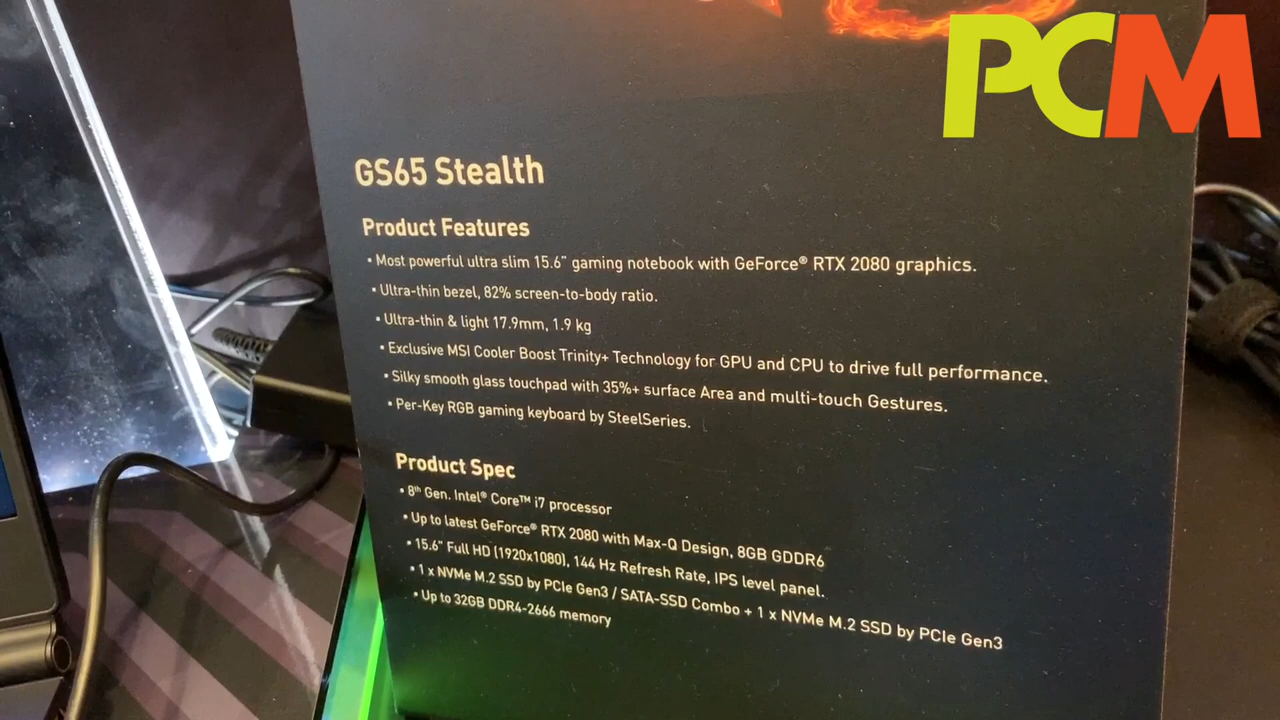 PCM
GS65 Stealth
Product Features
• Most powerful ultra slim 15.6" gaming notebook with GeForce® RTX 2080 graphics.
• Ultra-thin bezel, 82% screen-to-body ratio.
• Ultra-thin & light 17.9mm, 1.9 kg
• Exclusive MSI Cooler Boost Trinity+ Technology for GPU and CPU to drive full performance.
• Silky smooth glass touchpad with 35%+ surface Area and multi-touch Gestures.
• Per-Key RGB gaming keyboard by SteelSeries.
Product Spec
• 8th Gen. Intel® Core™ i7 processor
• Up to latest GeForce® RTX 2080 with Max-Q Design, 8GB GDDR6
• 15.6" Full HD (1920x1080), 144 Hz Refresh Rate, IPS level panel.
• 1 x NVMe M.2 SSD by PCIe Gen3 / SATA-SSD Combo + 1 x NVMe M.2 SSD by PCIe Gen3
• Up to 32GB DDR4-2666 memory